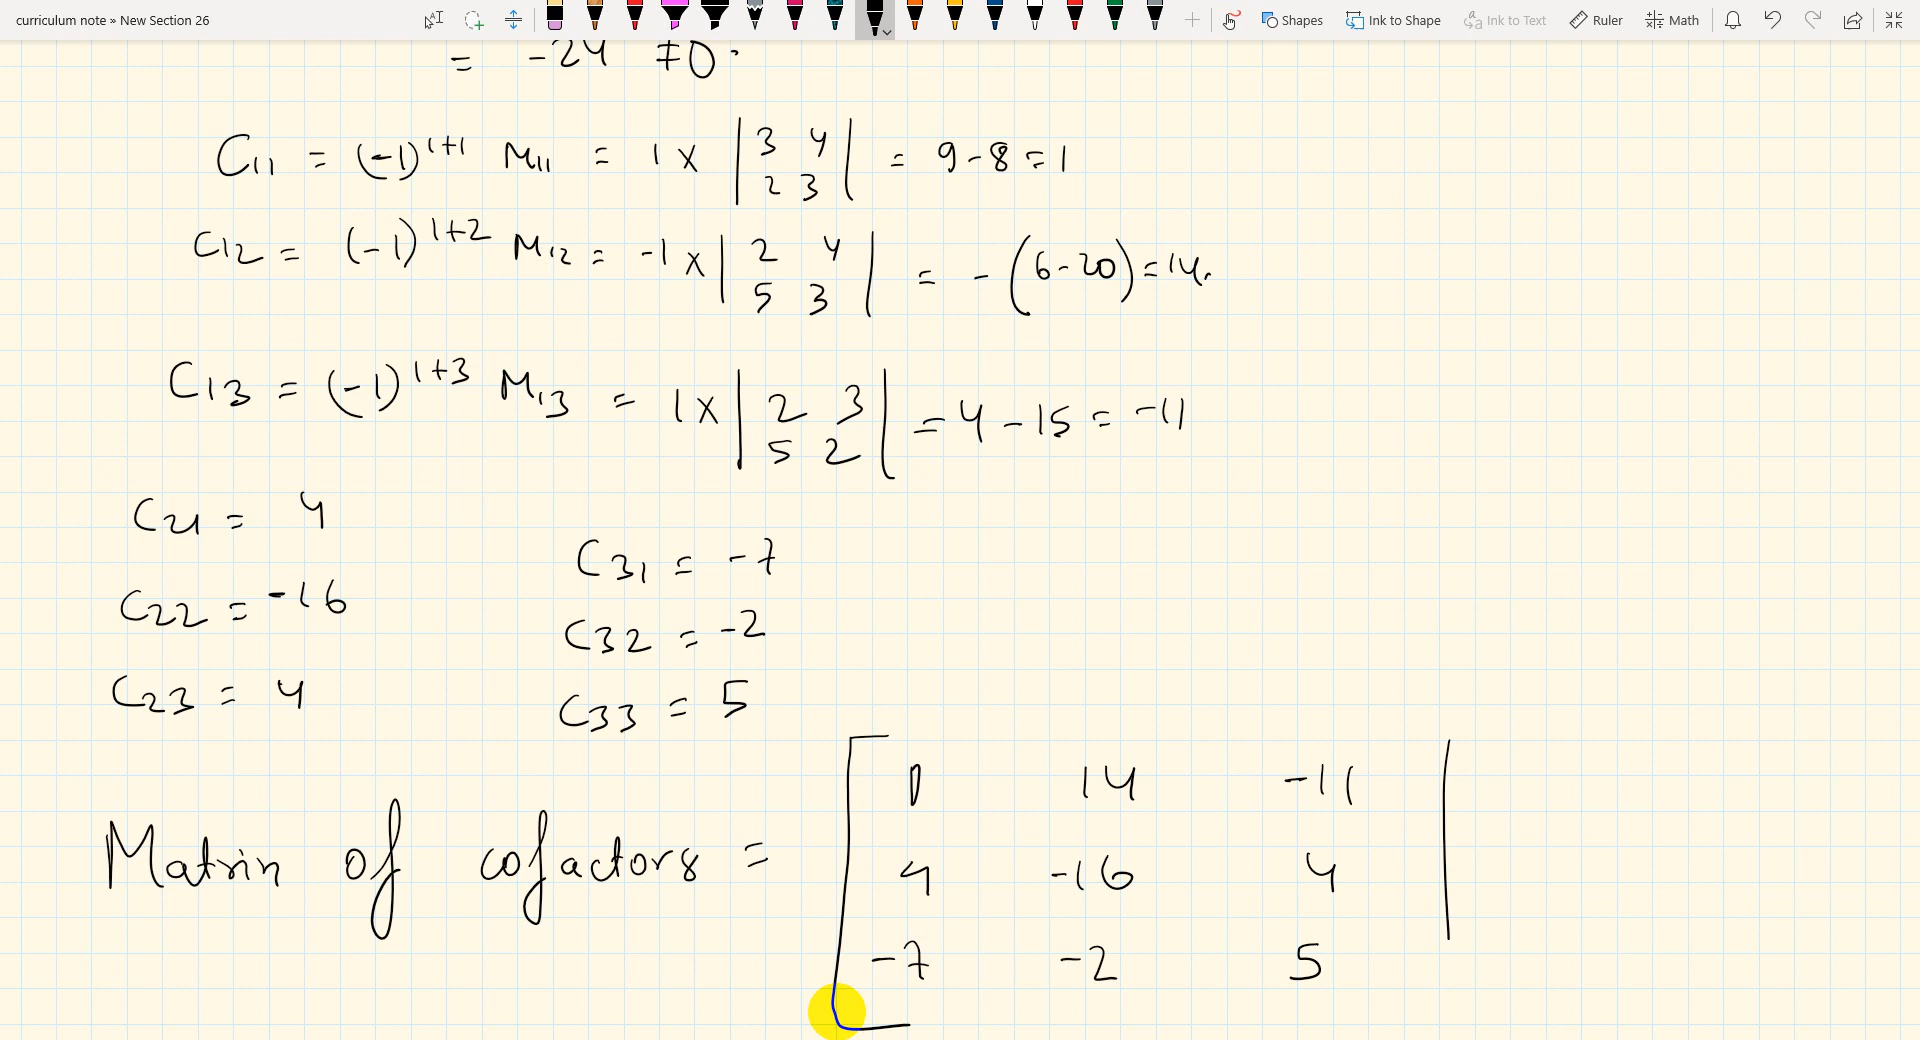 curriculum note » New Section 26
Shapes Ink to Shape Ink to Text Ruler Math
= -24 ≠0.
C11 = (-1)^1+1 M11 = 1 x | 3 4 | = 9-8 = 1
2 3
C12 = (-1)^1+2 M12 = -1 x | 2 4 | = -(6-20) = 14.
5 3
C13 = (-1)^1+3 M13 = 1 x | 2 3 | = 4 - 15 = -11
5 2
C21 = 4
C31 = -7
C22 = -16
C32 = -2
C23 = 4
C33 = 5
1 14 -11
Matrin of cofactors = [ 4 -16 4 |
-7 -2 5